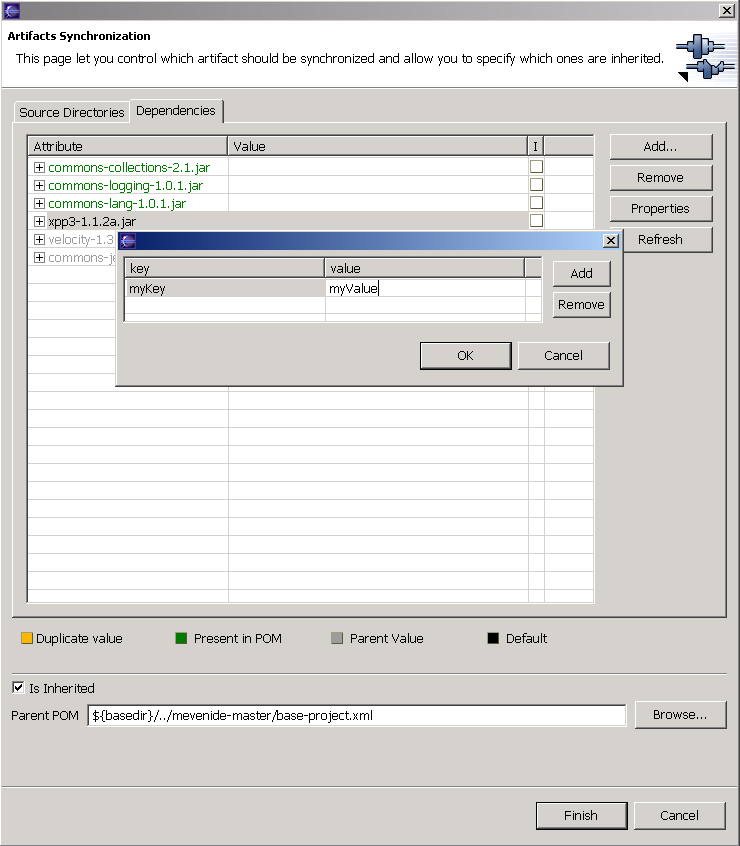 Artifacts Synchronization
This page let you control which artifact should be synchronized and allow you to specify which ones are inherited.
Source Directories Dependencies
Attribute Value I
commons-collections-2.1.jar
commons-logging-1.0.1.jar
commons-lang-1.0.1.jar
xpp3-1.1.2a.jar
velocity-1.3
commons-je
Add...
Remove
Properties
Refresh
key value
myKey myValue
Add
Remove
OK Cancel
Duplicate value Present in POM Parent Value Default
Is Inherited
Parent POM ${basedir}/../mevenide-master/base-project.xml Browse...
Finish Cancel